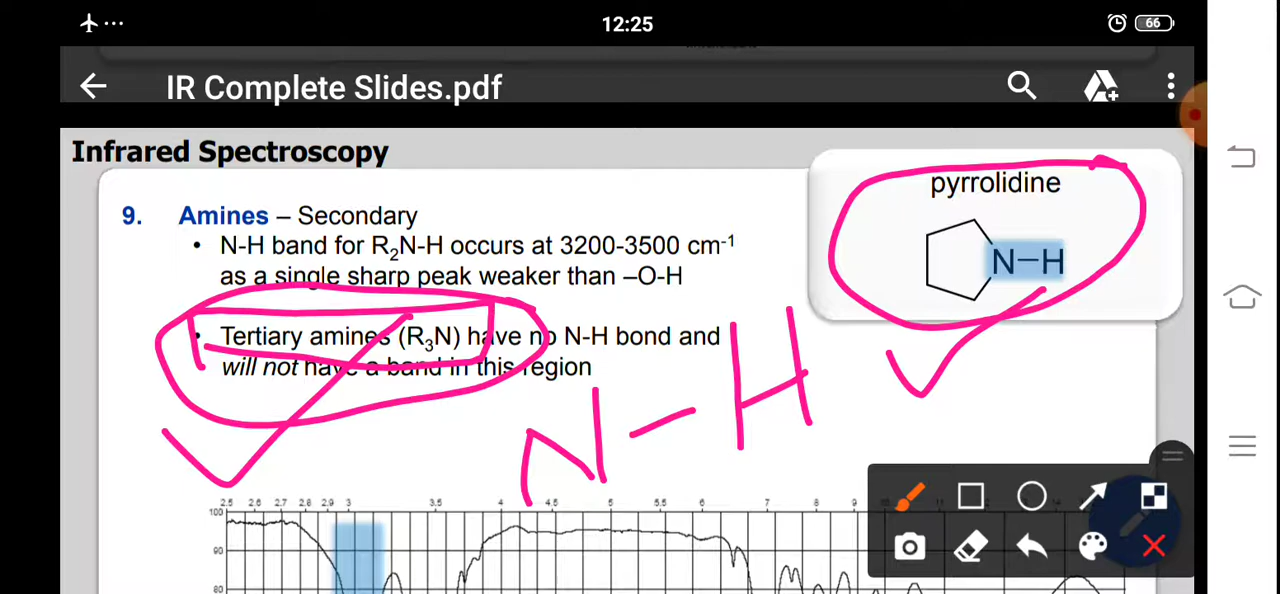 12:25
66
IR Complete Slides.pdf
Infrared Spectroscopy
pyrrolidine
N–H
9. Amines – Secondary
• N-H band for R2N-H occurs at 3200-3500 cm-1
as a single sharp peak weaker than –O-H
• Tertiary amines (R3N) have no N-H bond and
will not have a band in this region
N-H
2.5 2.6 2.7 2.8 2.9 3 3.5 4 4.5 5 5.5 6 7 8 9
100
90
80